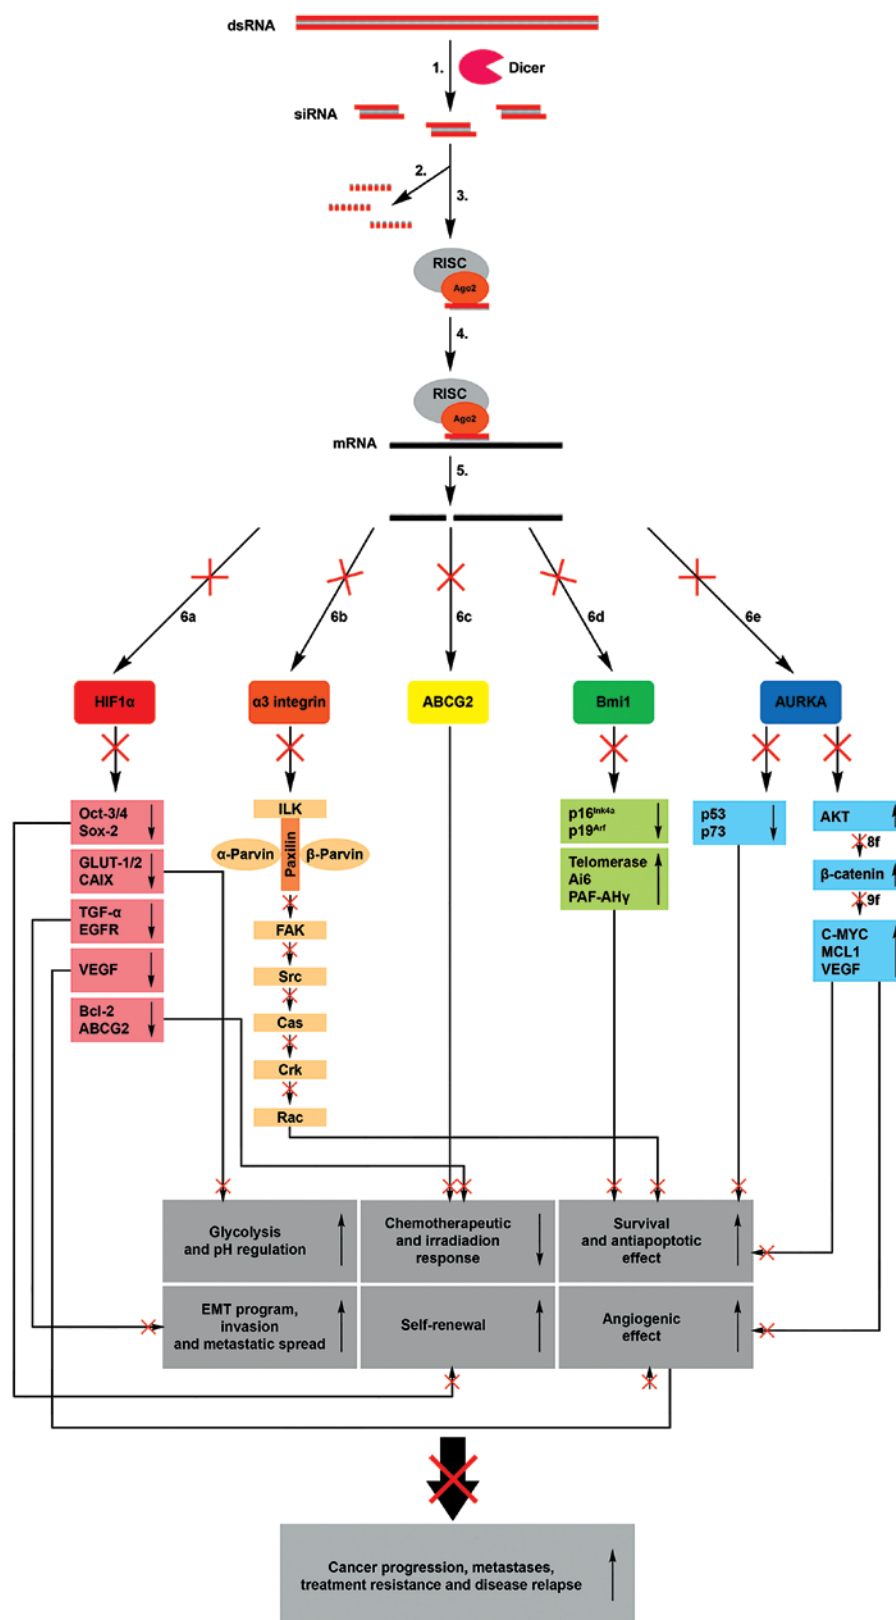 dsRNA
1.
Dicer
siRNA
2.
3.
RISC
Ago2
4.
RISC
Ago2
mRNA
5.
6a
6b
6c
6d
6e
HIF1α
α3 integrin
ABCG2
Bmi1
AURKA
Oct-3/4
Sox-2
GLUT-1/2
CAIX
TGF-α
EGFR
VEGF
Bcl-2
ABCG2
ILK
α-Parvin
Paxilin
β-Parvin
FAK
Src
Cas
Crk
Rac
p16Ink4a
p19Arf
Telomerase
Ai6
PAF-AHγ
p53
p73
AKT
8f
β-catenin
9f
C-MYC
MCL1
VEGF
Glycolysis
and pH regulation
Chemotherapeutic
and irradiadion
response
Survival
and antiapoptotic
effect
EMT program,
invasion
and metastatic spread
Self-renewal
Angiogenic
effect
Cancer progression, metastases,
treatment resistance and disease relapse